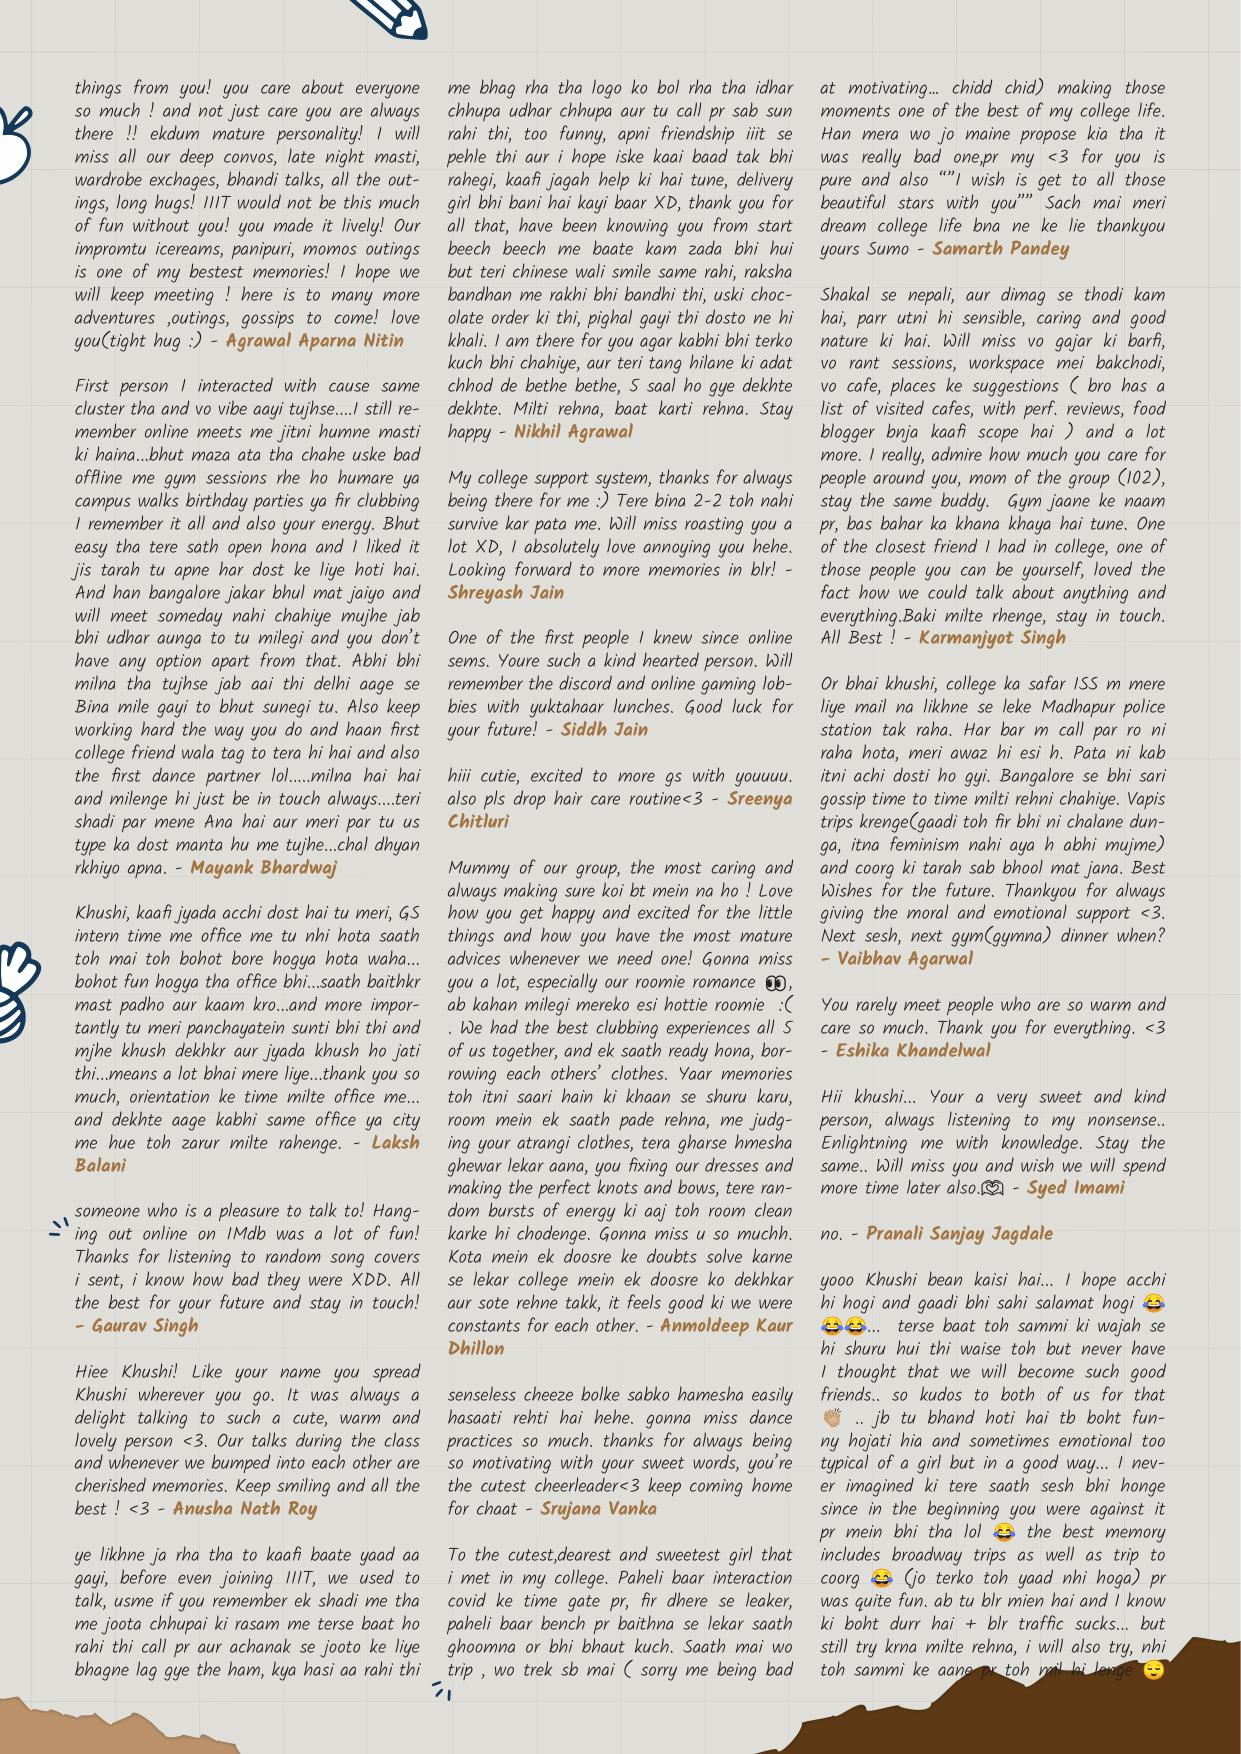 things from you! you care about everyone
so much ! and not just care you are always
there !! ekdum mature personality! I will
miss all our deep convos, late night masti,
wardrobe exchages, bhandi talks, all the out-
ings, long hugs! IIIT would not be this much
of fun without you! you made it lively! Our
impromtu icereams, panipuri, momos outings
is one of my bestest memories! I hope we
will keep meeting ! here is to many more
adventures ,outings, gossips to come! love
you(tight hug :) - Agrawal Aparna Nitin
First person I interacted with cause same
cluster tha and vo vibe aayi tujhse....I still re-
member online meets me jitni humne masti
ki haina...bhut maza ata tha chahe uske bad
offline me gym sessions rhe ho humare ya
campus walks birthday parties ya fir clubbing
I remember it all and also your energy. Bhut
easy tha tere sath open hona and I liked it
jis tarah tu apne har dost ke liye hoti hai.
And han bangalore jakar bhul mat jaiyo and
will meet someday nahi chahiye mujhe jab
bhi udhar aunga to tu milegi and you don't
have any option apart from that. Abhi bhi
milna tha tujhse jab aai thi delhi aage se
Bina mile gayi to bhut sunegi tu. Also keep
working hard the way you do and haan first
college friend wala tag to tera hi hai and also
the first dance partner lol.....milna hai hai
and milenge hi just be in touch always....teri
shadi par mene Ana hai aur meri par tu us
type ka dost manta hu me tujhe...chal dhyan
rkhiyo apna. - Mayank Bhardwaj
Khushi, kaafi jyada acchi dost hai tu meri, GS
intern time me office me tu nhi hota saath
toh mai toh bohot bore hogya hota waha...
bohot fun hogya tha office bhi...saath baithkr
mast padho aur kaam kro...and more impor-
tantly tu meri panchayatein sunti bhi thi and
mjhe khush dekhkr aur jyada khush ho jati
thi...means a lot bhai mere liye...thank you so
much, orientation ke time milte office me...
and dekhte aage kabhi same office ya city
me hue toh zarur milte rahenge. - Laksh
Balani
someone who is a pleasure to talk to! Hang-
ing out online on IMdb was a lot of fun!
Thanks for listening to random song covers
i sent, i know how bad they were XDD. All
the best for your future and stay in touch!
- Gaurav Singh
Hiee Khushi! Like your name you spread
Khushi wherever you go. It was always a
delight talking to such a cute, warm and
lovely person <3. Our talks during the class
and whenever we bumped into each other are
cherished memories. Keep smiling and all the
best ! <3 - Anusha Nath Roy
ye likhne ja rha tha to kaafi baate yaad aa
gayi, before even joining IIIT, we used to
talk, usme if you remember ek shadi me tha
me joota chhupai ki rasam me terse baat ho
rahi thi call pr aur achanak se jooto ke liye
bhagne lag gye the ham, kya hasi aa rahi thi
me bhag rha tha logo ko bol rha tha idhar
chhupa udhar chhupa aur tu call pr sab sun
rahi thi, too funny, apni friendship iiit se
pehle thi aur i hope iske kaai baad tak bhi
rahegi, kaafi jagah help ki hai tune, delivery
girl bhi bani hai kayi baar XD, thank you for
all that, have been knowing you from start
beech beech me baate kam zada bhi hui
but teri chinese wali smile same rahi, raksha
bandhan me rakhi bhi bandhi thi, uski choc-
olate order ki thi, pighal gayi thi dosto ne hi
khali. I am there for you agar kabhi bhi terko
kuch bhi chahiye, aur teri tang hilane ki adat
chhod de bethe bethe, 5 saal ho gye dekhte
dekhte. Milti rehna, baat karti rehna. Stay
happy - Nikhil Agrawal
My college support system, thanks for always
being there for me :) Tere bina 2-2 toh nahi
survive kar pata me. Will miss roasting you a
lot XD, I absolutely love annoying you hehe.
Looking forward to more memories in blr! -
Shreyash Jain
One of the first people I knew since online
sems. Youre such a kind hearted person. Will
remember the discord and online gaming lob-
bies with yuktahaar lunches. Good luck for
your future! - Siddh Jain
hiii cutie, excited to more gs with youuuu.
also pls drop hair care routine<3 - Sreenya
Chitluri
Mummy of our group, the most caring and
always making sure koi bt mein na ho ! Love
how you get happy and excited for the little
things and how you have the most mature
advices whenever we need one! Gonna miss
you a lot, especially our roomie romance 👀,
ab kahan milegi mereko esi hottie roomie :(
. We had the best clubbing experiences all 5
of us together, and ek saath ready hona, bor-
rowing each others' clothes. Yaar memories
toh itni saari hain ki khaan se shuru karu,
room mein ek saath pade rehna, me judg-
ing your atrangi clothes, tera gharse hmesha
ghewar lekar aana, you fixing our dresses and
making the perfect knots and bows, tere ran-
dom bursts of energy ki aaj toh room clean
karke hi chodenge. Gonna miss u so muchh.
Kota mein ek doosre ke doubts solve karne
se lekar college mein ek doosre ko dekhkar
aur sote rehne takk, it feels good ki we were
constants for each other. - Anmoldeep Kaur
Dhillon
senseless cheeze bolke sabko hamesha easily
hasaati rehti hai hehe. gonna miss dance
practices so much. thanks for always being
so motivating with your sweet words, you're
the cutest cheerleader<3 keep coming home
for chaat - Srujana Vanka
To the cutest,dearest and sweetest girl that
i met in my college. Paheli baar interaction
covid ke time gate pr, fir dhere se leaker,
paheli baar bench pr baithna se lekar saath
ghoomna or bhi bhaut kuch. Saath mai wo
trip , wo trek sb mai ( sorry me being bad
at motivating... chidd chid) making those
moments one of the best of my college life.
Han mera wo jo maine propose kia tha it
was really bad one,pr my <3 for you is
pure and also “”I wish is get to all those
beautiful stars with you”” Sach mai meri
dream college life bna ne ke lie thankyou
yours Sumo - Samarth Pandey
Shakal se nepali, aur dimag se thodi kam
hai, parr utni hi sensible, caring and good
nature ki hai. Will miss vo gajar ki barfi,
vo rant sessions, workspace mei bakchodi,
vo cafe, places ke suggestions ( bro has a
list of visited cafes, with perf. reviews, food
blogger bnja kaafi scope hai ) and a lot
more. I really, admire how much you care for
people around you, mom of the group (102),
stay the same buddy. Gym jaane ke naam
pr, bas bahar ka khana khaya hai tune. One
of the closest friend I had in college, one of
those people you can be yourself, loved the
fact how we could talk about anything and
everything.Baki milte rhenge, stay in touch.
All Best ! - Karmanjyot Singh
Or bhai khushi, college ka safar ISS m mere
liye mail na likhne se leke Madhapur police
station tak raha. Har bar m call par ro ni
raha hota, meri awaz hi esi h. Pata ni kab
itni achi dosti ho gyi. Bangalore se bhi sari
gossip time to time milti rehni chahiye. Vapis
trips krenge(gaadi toh fir bhi ni chalane dun-
ga, itna feminism nahi aya h abhi mujme)
and coorg ki tarah sab bhool mat jana. Best
Wishes for the future. Thankyou for always
giving the moral and emotional support <3.
Next sesh, next gym(gymna) dinner when?
- Vaibhav Agarwal
You rarely meet people who are so warm and
care so much. Thank you for everything. <3
- Eshika Khandelwal
Hii khushi... Your a very sweet and kind
person, always listening to my nonsense..
Enlightning me with knowledge. Stay the
same.. Will miss you and wish we will spend
more time later also.🫶 - Syed Imami
no. - Pranali Sanjay Jagdale
yooo Khushi bean kaisi hai... I hope acchi
hi hogi and gaadi bhi sahi salamat hogi 😂
😂😂... terse baat toh sammi ki wajah se
hi shuru hui thi waise toh but never have
I thought that we will become such good
friends.. so kudos to both of us for that
👏🏼 .. jb tu bhand hoti hai tb boht fun-
ny hojati hia and sometimes emotional too
typical of a girl but in a good way... I nev-
er imagined ki tere saath sesh bhi honge
since in the beginning you were against it
pr mein bhi tha lol 😂 the best memory
includes broadway trips as well as trip to
coorg 😂 (jo terko toh yaad nhi hoga) pr
was quite fun. ab tu blr mien hai and I know
ki boht durr hai + blr traffic sucks... but
still try krna milte rehna, i will also try, nhi
toh sammi ke aane pr toh mil hi lenge 😌